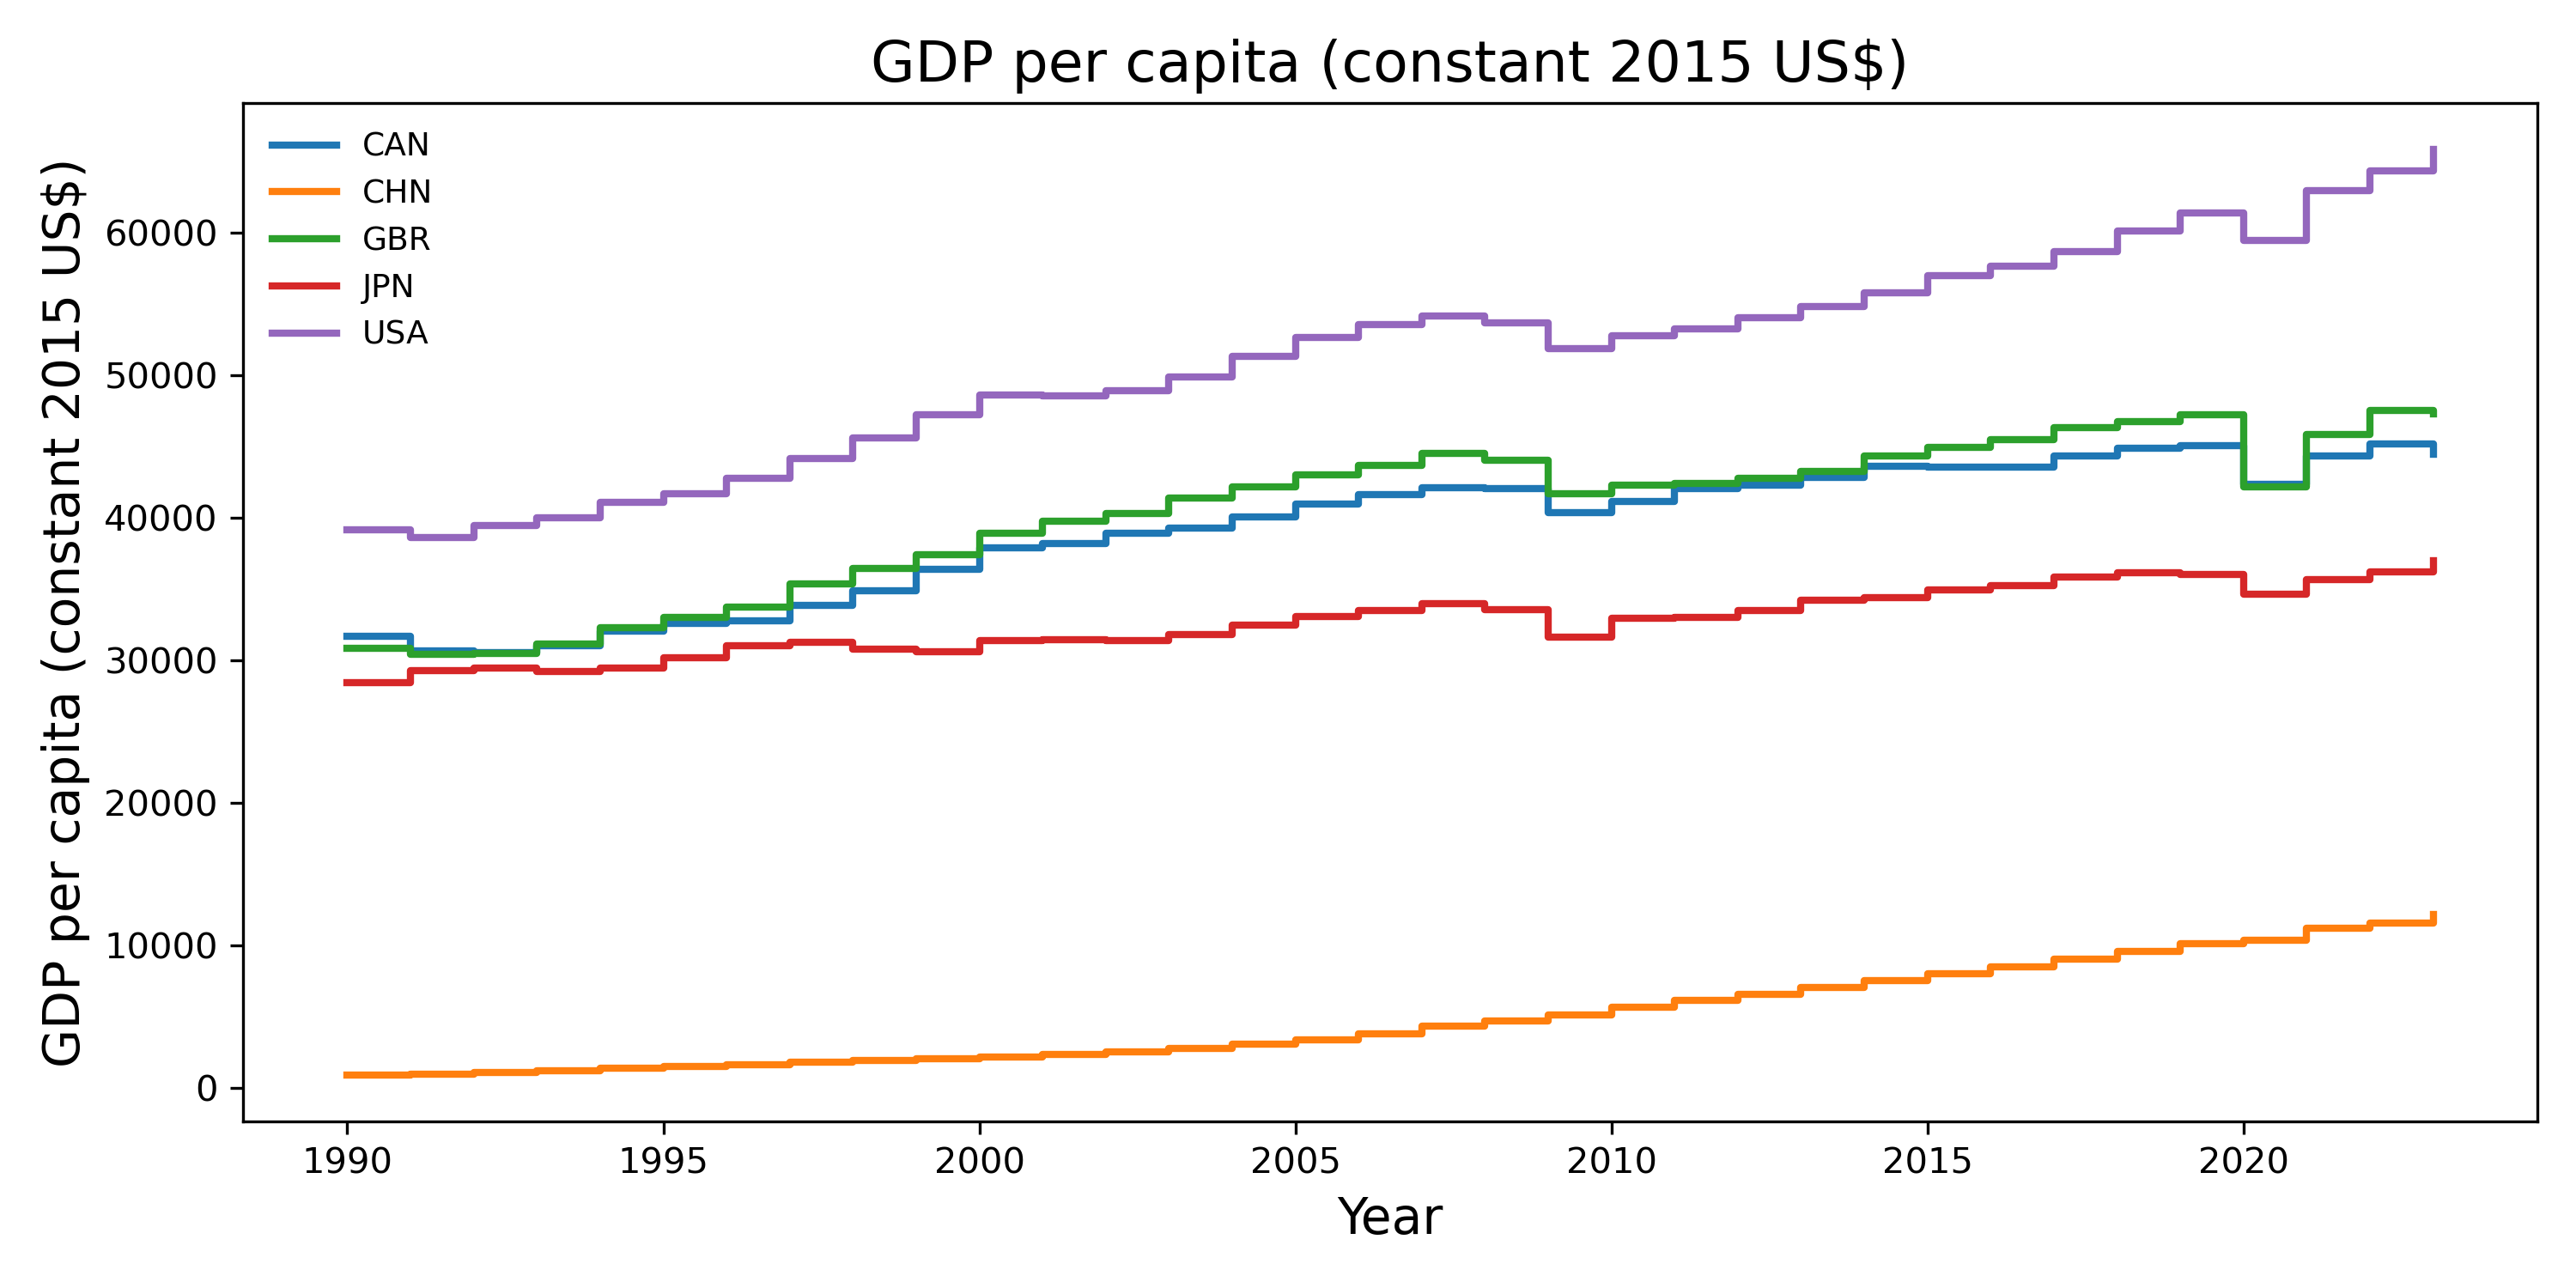 GDP per capita (constant 2015 US$)
CAN
CHN
GBR
JPN
USA
GDP per capita (constant 2015 US$)
60000
50000
40000
30000
20000
10000
0
1990 1995 2000 2005 2010 2015 2020
Year